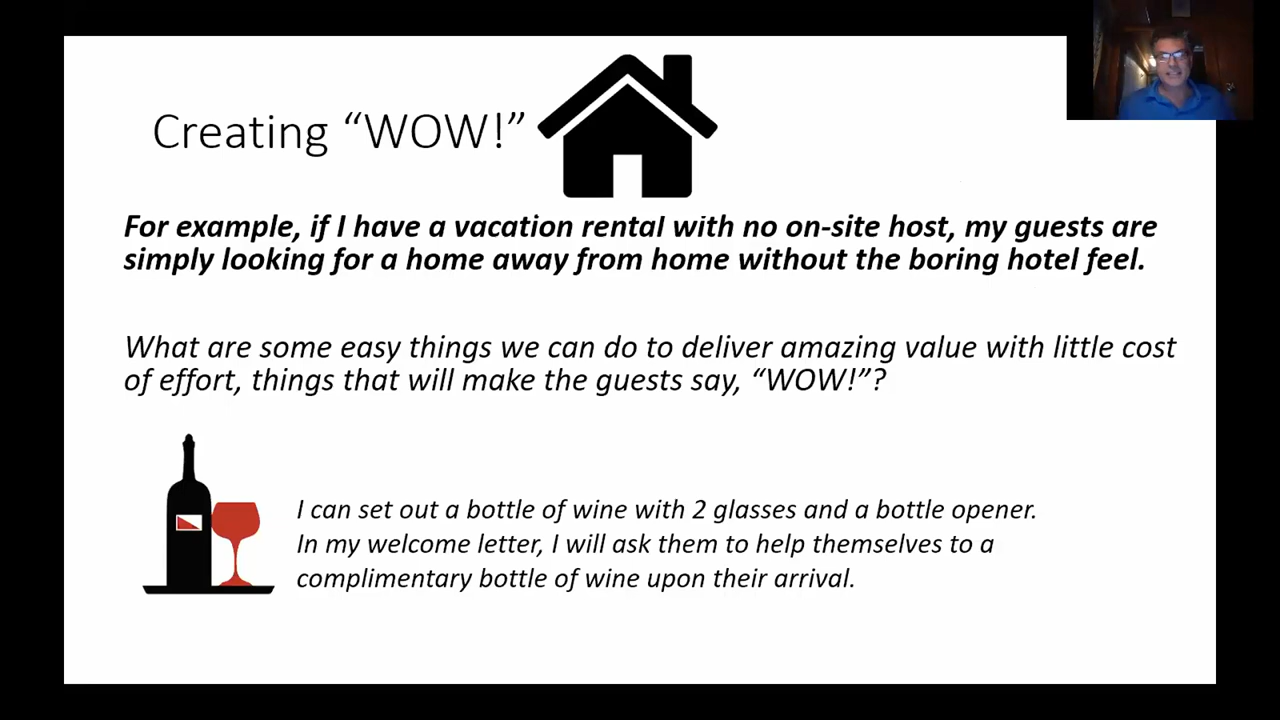 Creating “WOW!”
For example, if I have a vacation rental with no on-site host, my guests are
simply looking for a home away from home without the boring hotel feel.
What are some easy things we can do to deliver amazing value with little cost
of effort, things that will make the guests say, “WOW!”?
I can set out a bottle of wine with 2 glasses and a bottle opener.
In my welcome letter, I will ask them to help themselves to a
complimentary bottle of wine upon their arrival.